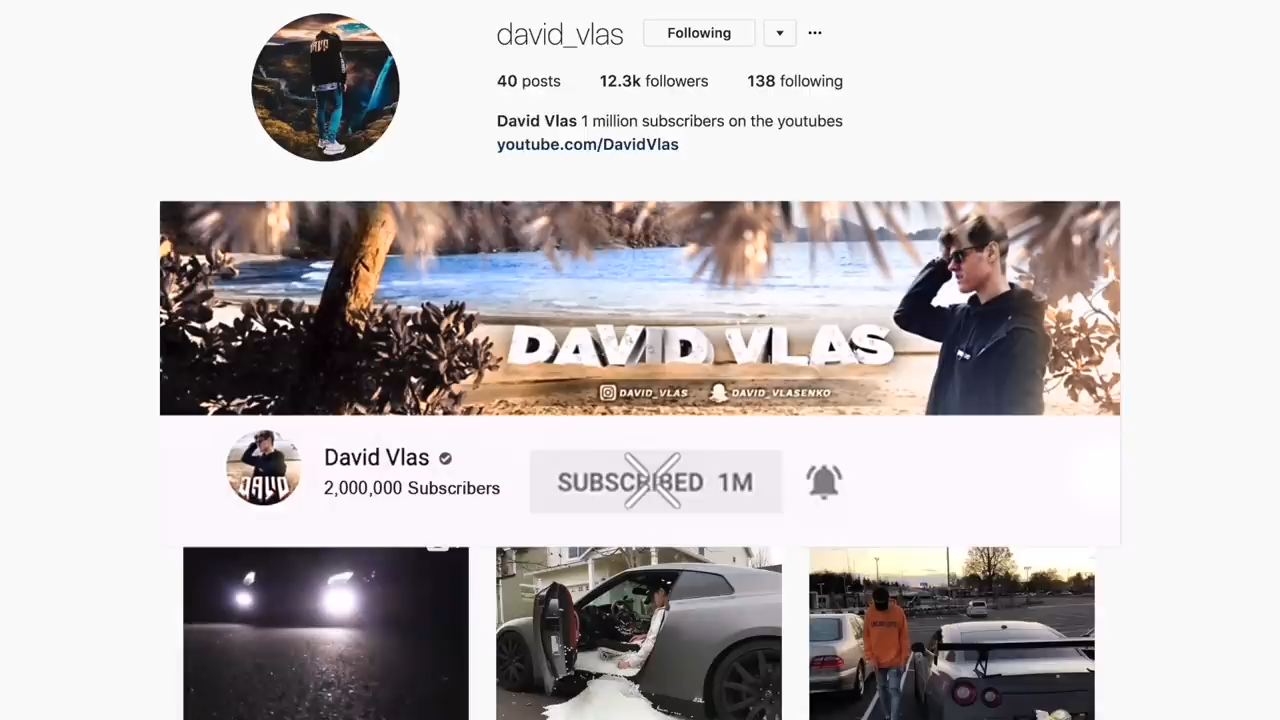 david_vlas Following
40 posts 12.3k followers 138 following
David Vlas 1 million subscribers on the youtubes
youtube.com/DavidVlas
DAVID VLAS
DAVID_VLAS DAVID_VLASENKO
David Vlas
2,000,000 Subscribers
SUBSCRIBED 1M